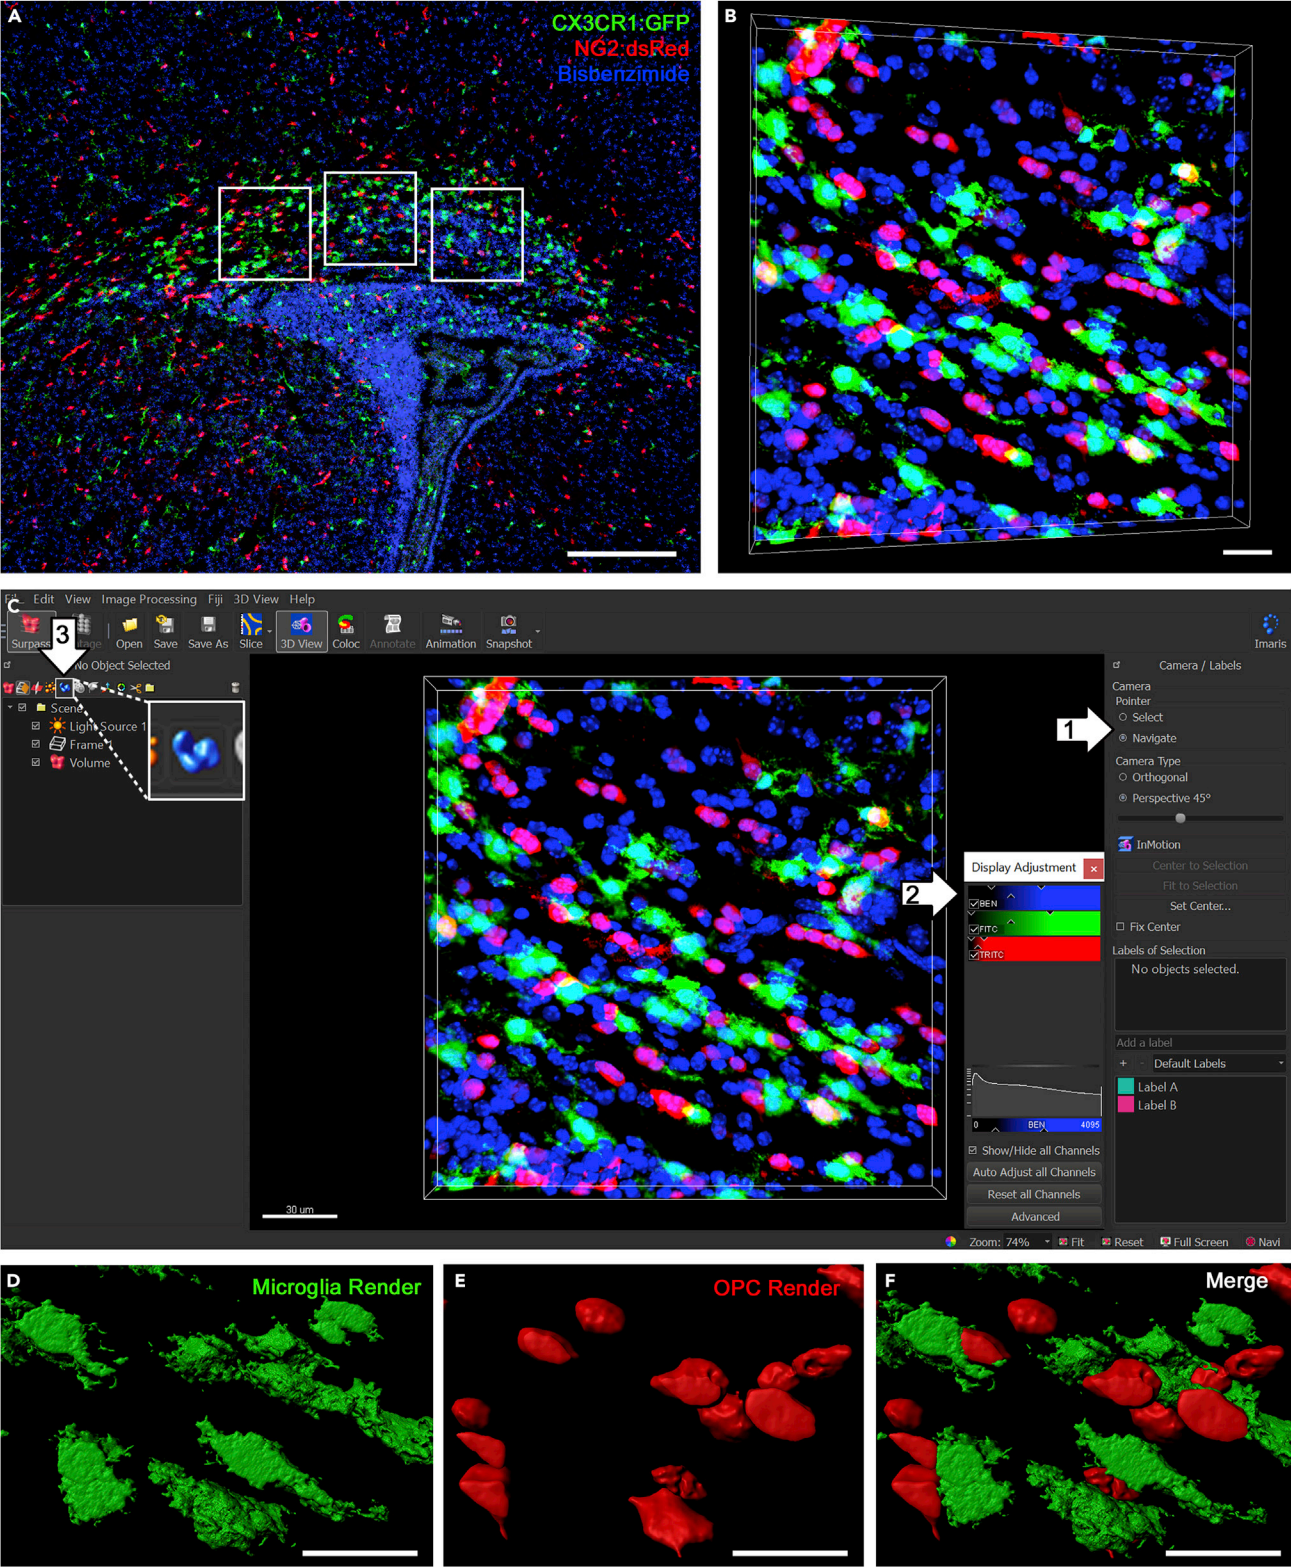 A
CX3CR1:GFP
NG2:dsRed
Bisbenzimide
B
C
Edit View Image Processing Fiji 3D View Help
3
Surpass
Open Save Save As Slice 3D View Coloc Annotate Animation Snapshot
Imaris
No Object Selected
Scene
Light Source 1
Frame
Volume
30 um
Camera / Labels
Camera
Pointer
Select
1
Navigate
Camera Type
Orthogonal
Perspective 45°
InMotion
Center to Selection
Fit to Selection
Set Center...
Fix Center
Labels of Selection
No objects selected.
Add a label
+ - Default Labels
Label A
Label B
2
Display Adjustment x
BEN
FITC
TRITC
0 BEN 4095
Show/Hide all Channels
Auto Adjust all Channels
Reset all Channels
Advanced
Zoom: 74% Fit Reset Full Screen Navi
D
Microglia Render
E
OPC Render
F
Merge